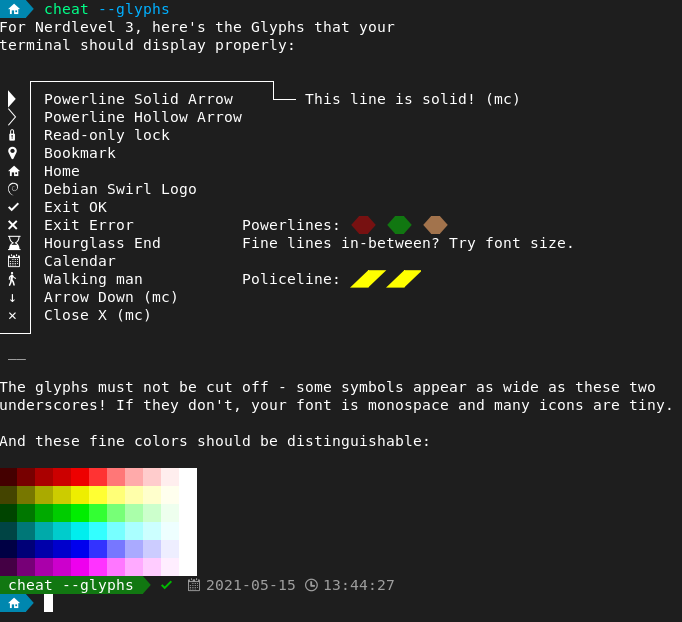 cheat --glyphs
For Nerdlevel 3, here's the Glyphs that your
terminal should display properly:
Powerline Solid Arrow This line is solid! (mc)
Powerline Hollow Arrow
Read-only lock
Bookmark
Home
Debian Swirl Logo
Exit OK
Exit Error Powerlines:
Hourglass End Fine lines in-between? Try font size.
Calendar
Walking man Policeline:
↓ Arrow Down (mc)
✕ Close X (mc)
__
The glyphs must not be cut off - some symbols appear as wide as these two
underscores! If they don't, your font is monospace and many icons are tiny.
And these fine colors should be distinguishable:
cheat --glyphs ✔ 2021-05-15 13:44:27